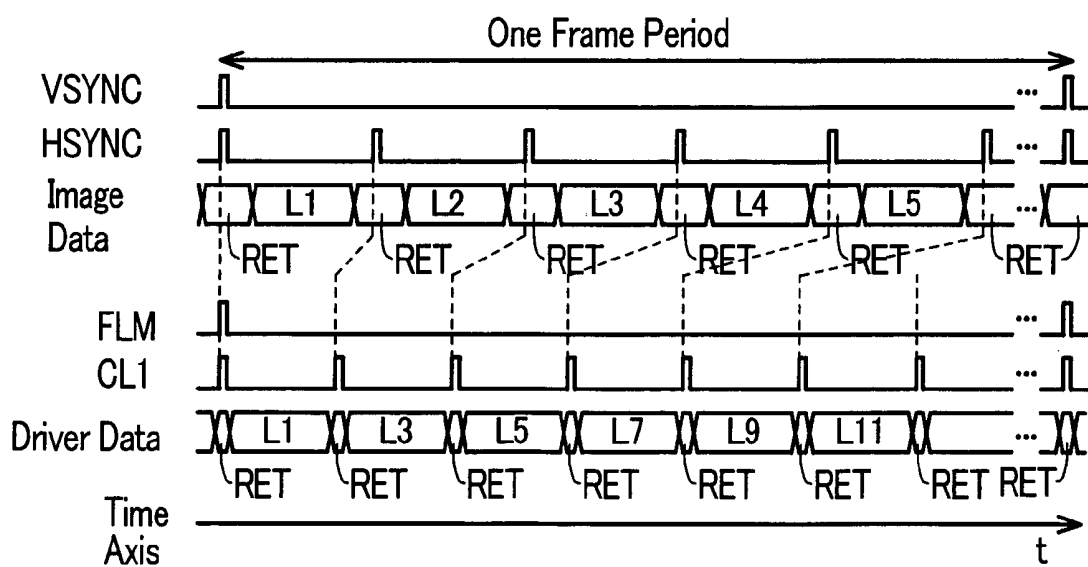 One Frame Period
VSYNC ...
HSYNC ...
Image Data L1 L2 L3 L4 L5 ...
RET RET RET RET RET RET
FLM ...
CL1 ...
Driver Data L1 L3 L5 L7 L9 L11 ...
RET RET RET RET RET RET RET RET
Time
Axis t